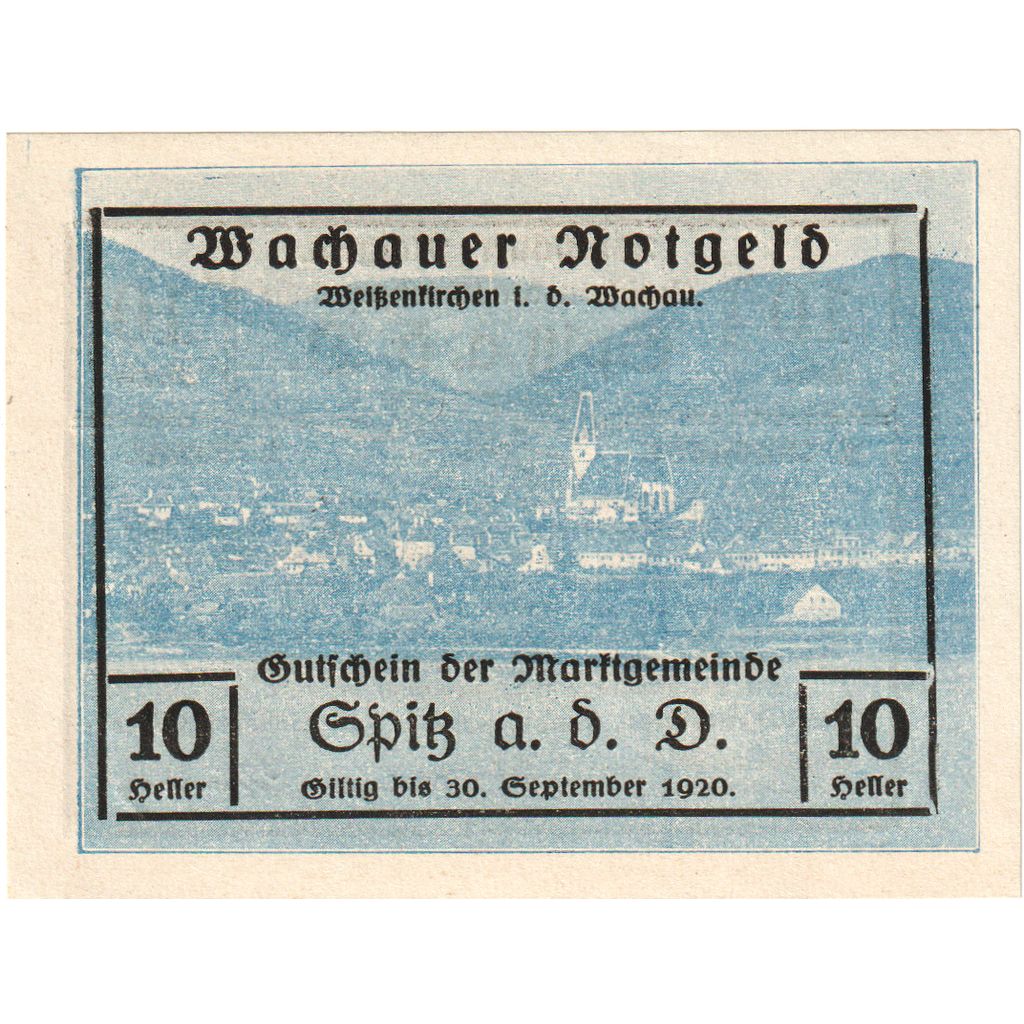 Wachauer Notgeld
Weißenkirchen i. d. Wachau.
Gutschein der Marktgemeinde
Spitz a. d. D.
10 Heller
Giltig bis 30. September 1920.
10 Heller